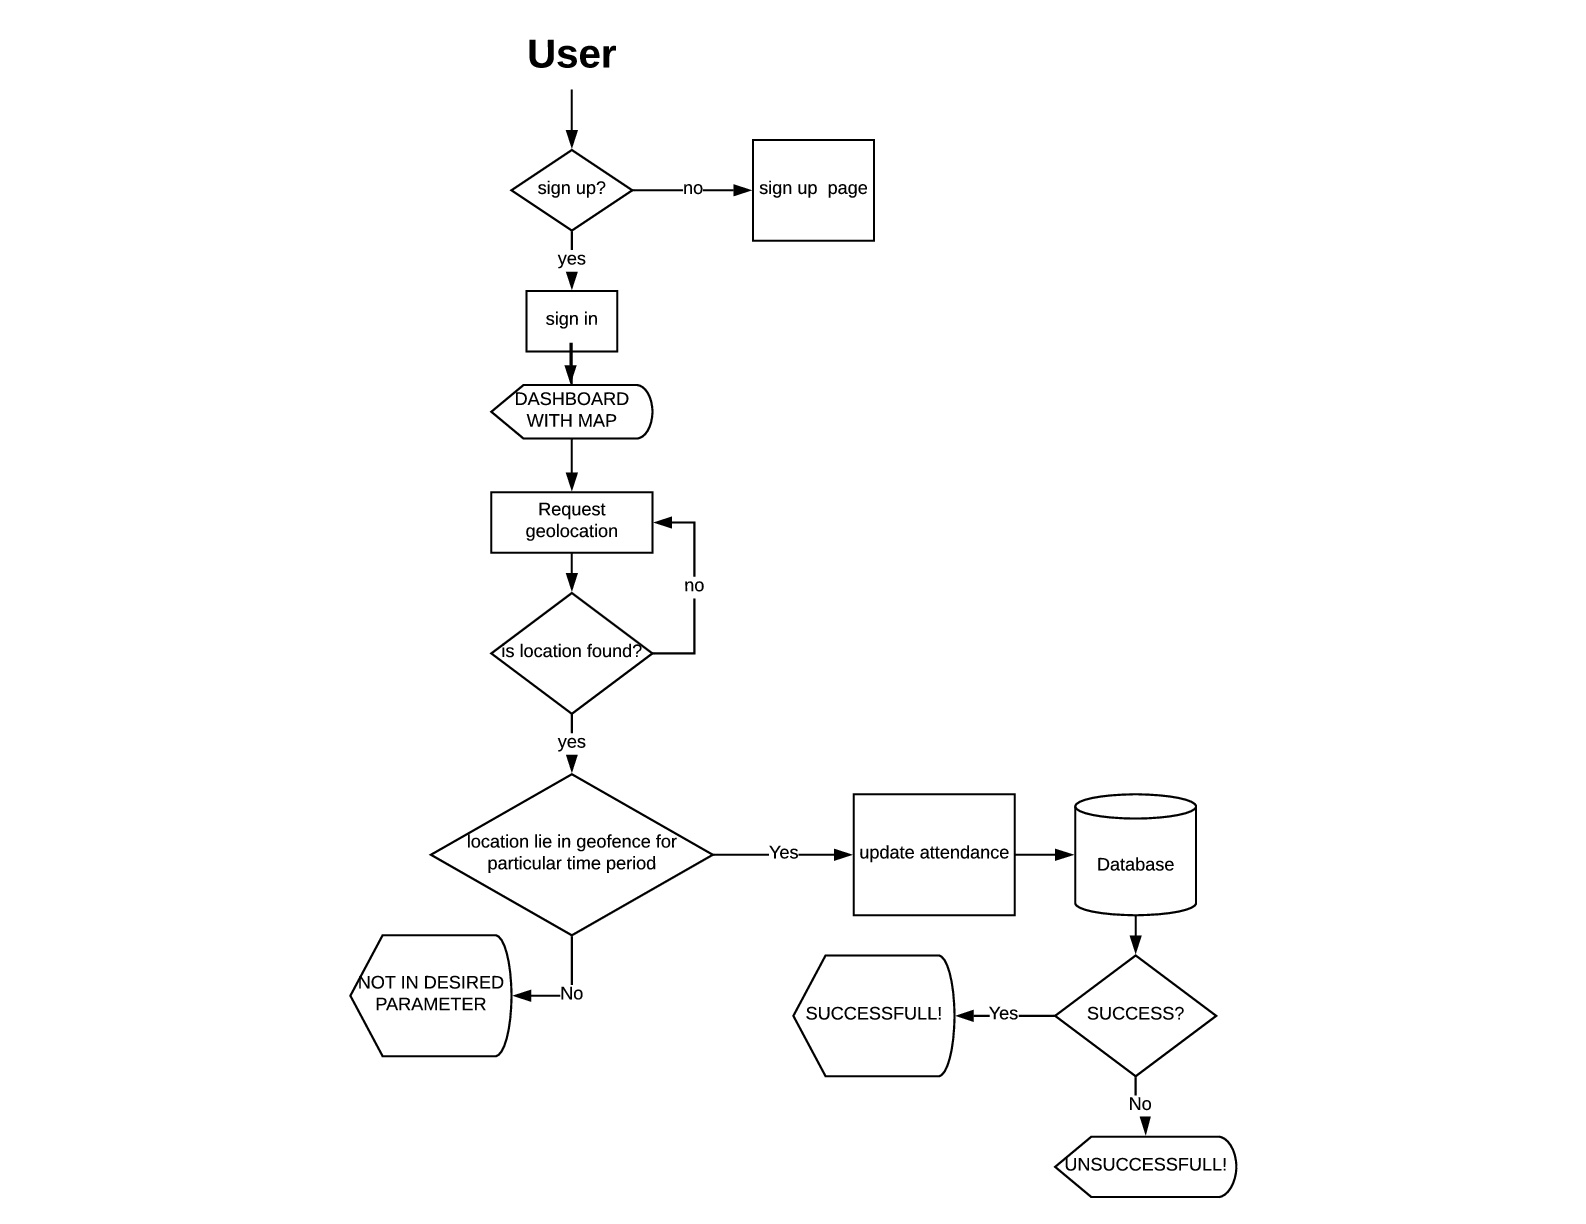 User
sign up?
no
sign up  page
yes
sign in
DASHBOARD
WITH MAP
Request
geolocation
no
is location found?
yes
location lie in geofence for
particular time period
Yes
update attendance
Database
NOT IN DESIRED
PARAMETER
No
SUCCESSFULL!
Yes
SUCCESS?
No
UNSUCCESSFULL!